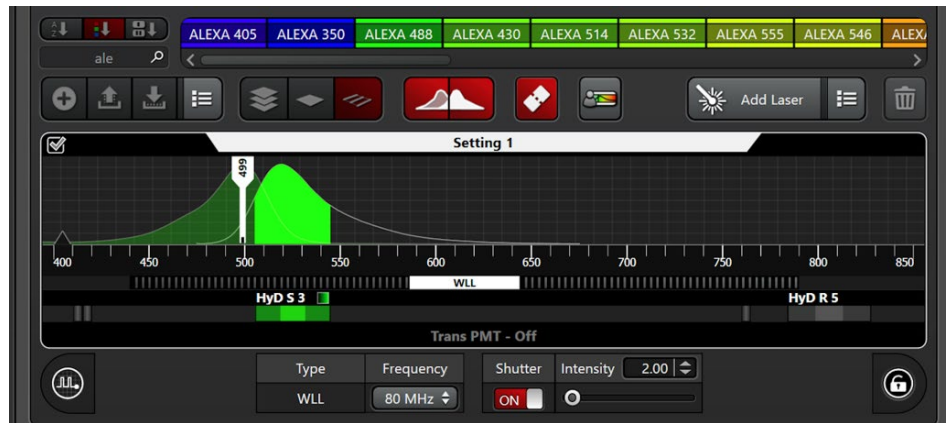 ALEXA 405 ALEXA 350 ALEXA 488 ALEXA 430 ALEXA 514 ALEXA 532 ALEXA 555 ALEXA 546 ALEXA
ale
Add Laser
Setting 1
499
400 450 500 550 600 650 700 750 800 850
WLL
HyD S 3 HyD R 5
Trans PMT - Off
Type Frequency Shutter Intensity 2.00
WLL 80 MHz ON